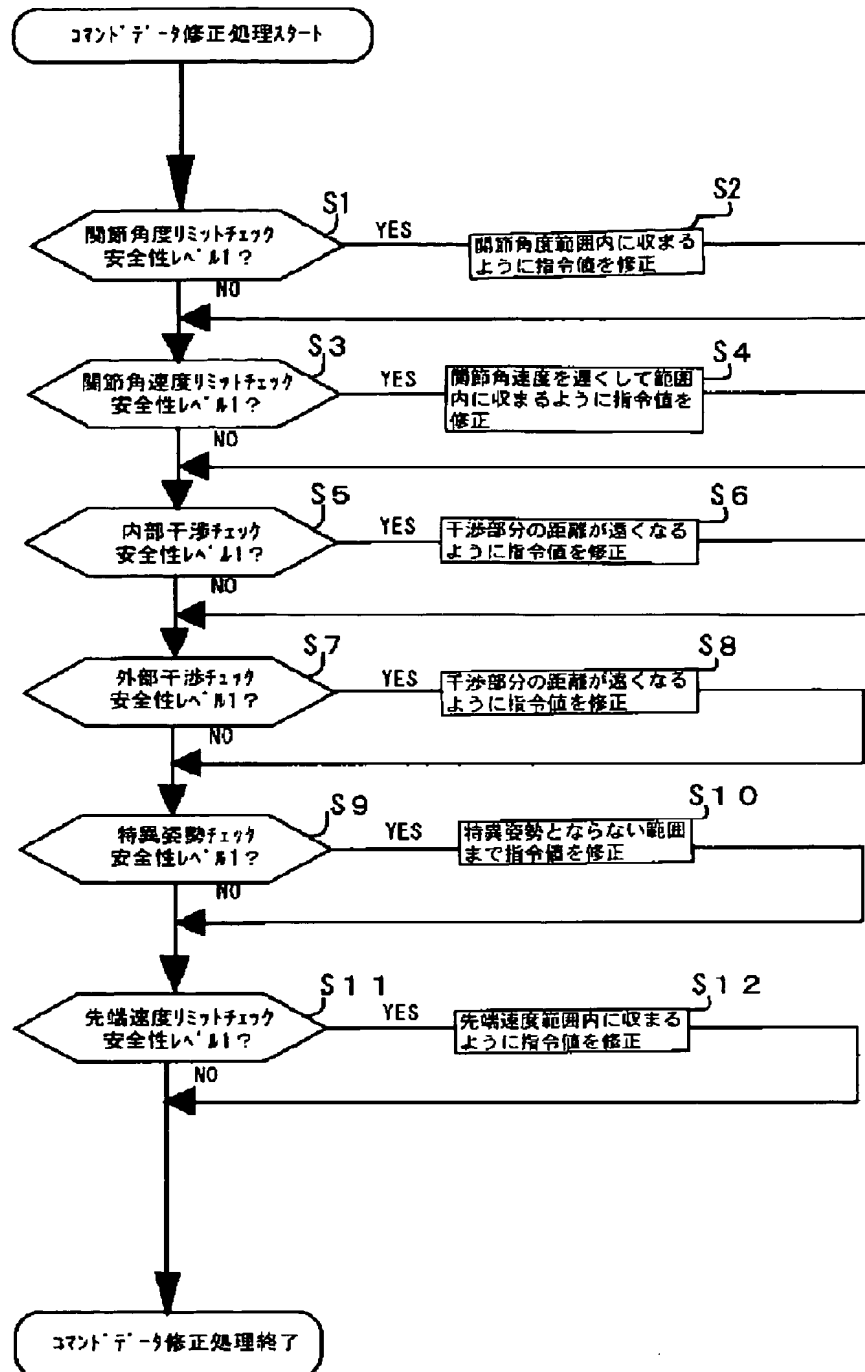 コマンドデータ修正処理スタート
S1
関節角度リミットチェック
安全性レベル1?
YES
S2
関節角度範囲内に収まる
ように指令値を修正
NO
S3
関節角速度リミットチェック
安全性レベル1?
YES
S4
関節角速度を遅くして範囲
内に収まるように指令値を
修正
NO
S5
内部干渉チェック
安全性レベル1?
YES
S6
干渉部分の距離が遠くなる
ように指令値を修正
NO
S7
外部干渉チェック
安全性レベル1?
YES
S8
干渉部分の距離が遠くなる
ように指令値を修正
NO
S9
特異姿勢チェック
安全性レベル1?
YES
S10
特異姿勢とならない範囲
まで指令値を修正
NO
S11
先端速度リミットチェック
安全性レベル1?
YES
S12
先端速度範囲内に収まる
ように指令値を修正
NO
コマンドデータ修正処理終了